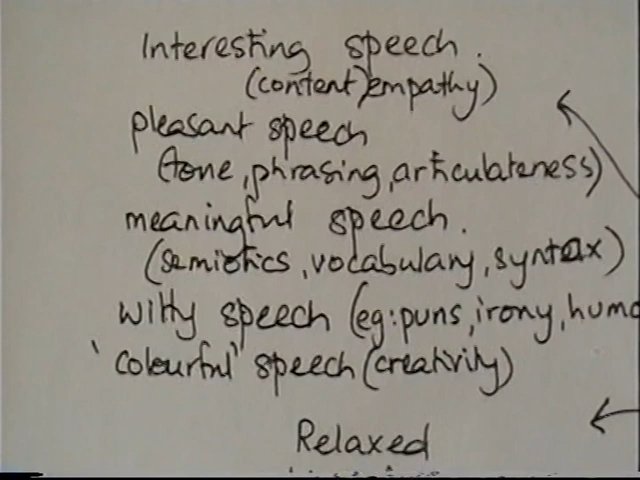 Interesting speech.
(content) empathy)
pleasant speech
(tone, phrasing, articulateness)
meaningful speech.
(semiotics, vocabulary, syntax)
witty speech (eg: puns, irony, humo
'colourful' speech (creativity)
Relaxed